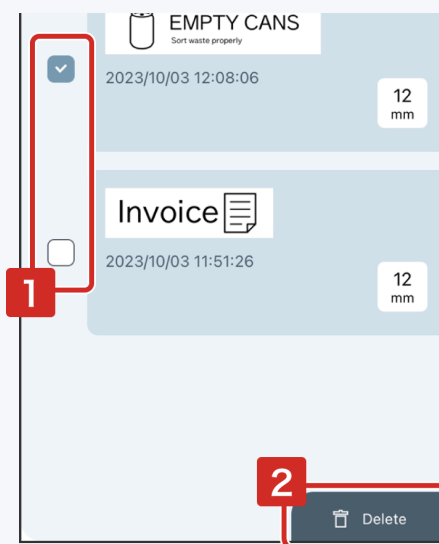 EMPTY CANS
Sort waste properly
2023/10/03 12:08:06
12
mm
Invoice
2023/10/03 11:51:26
1
12
mm
2
Delete